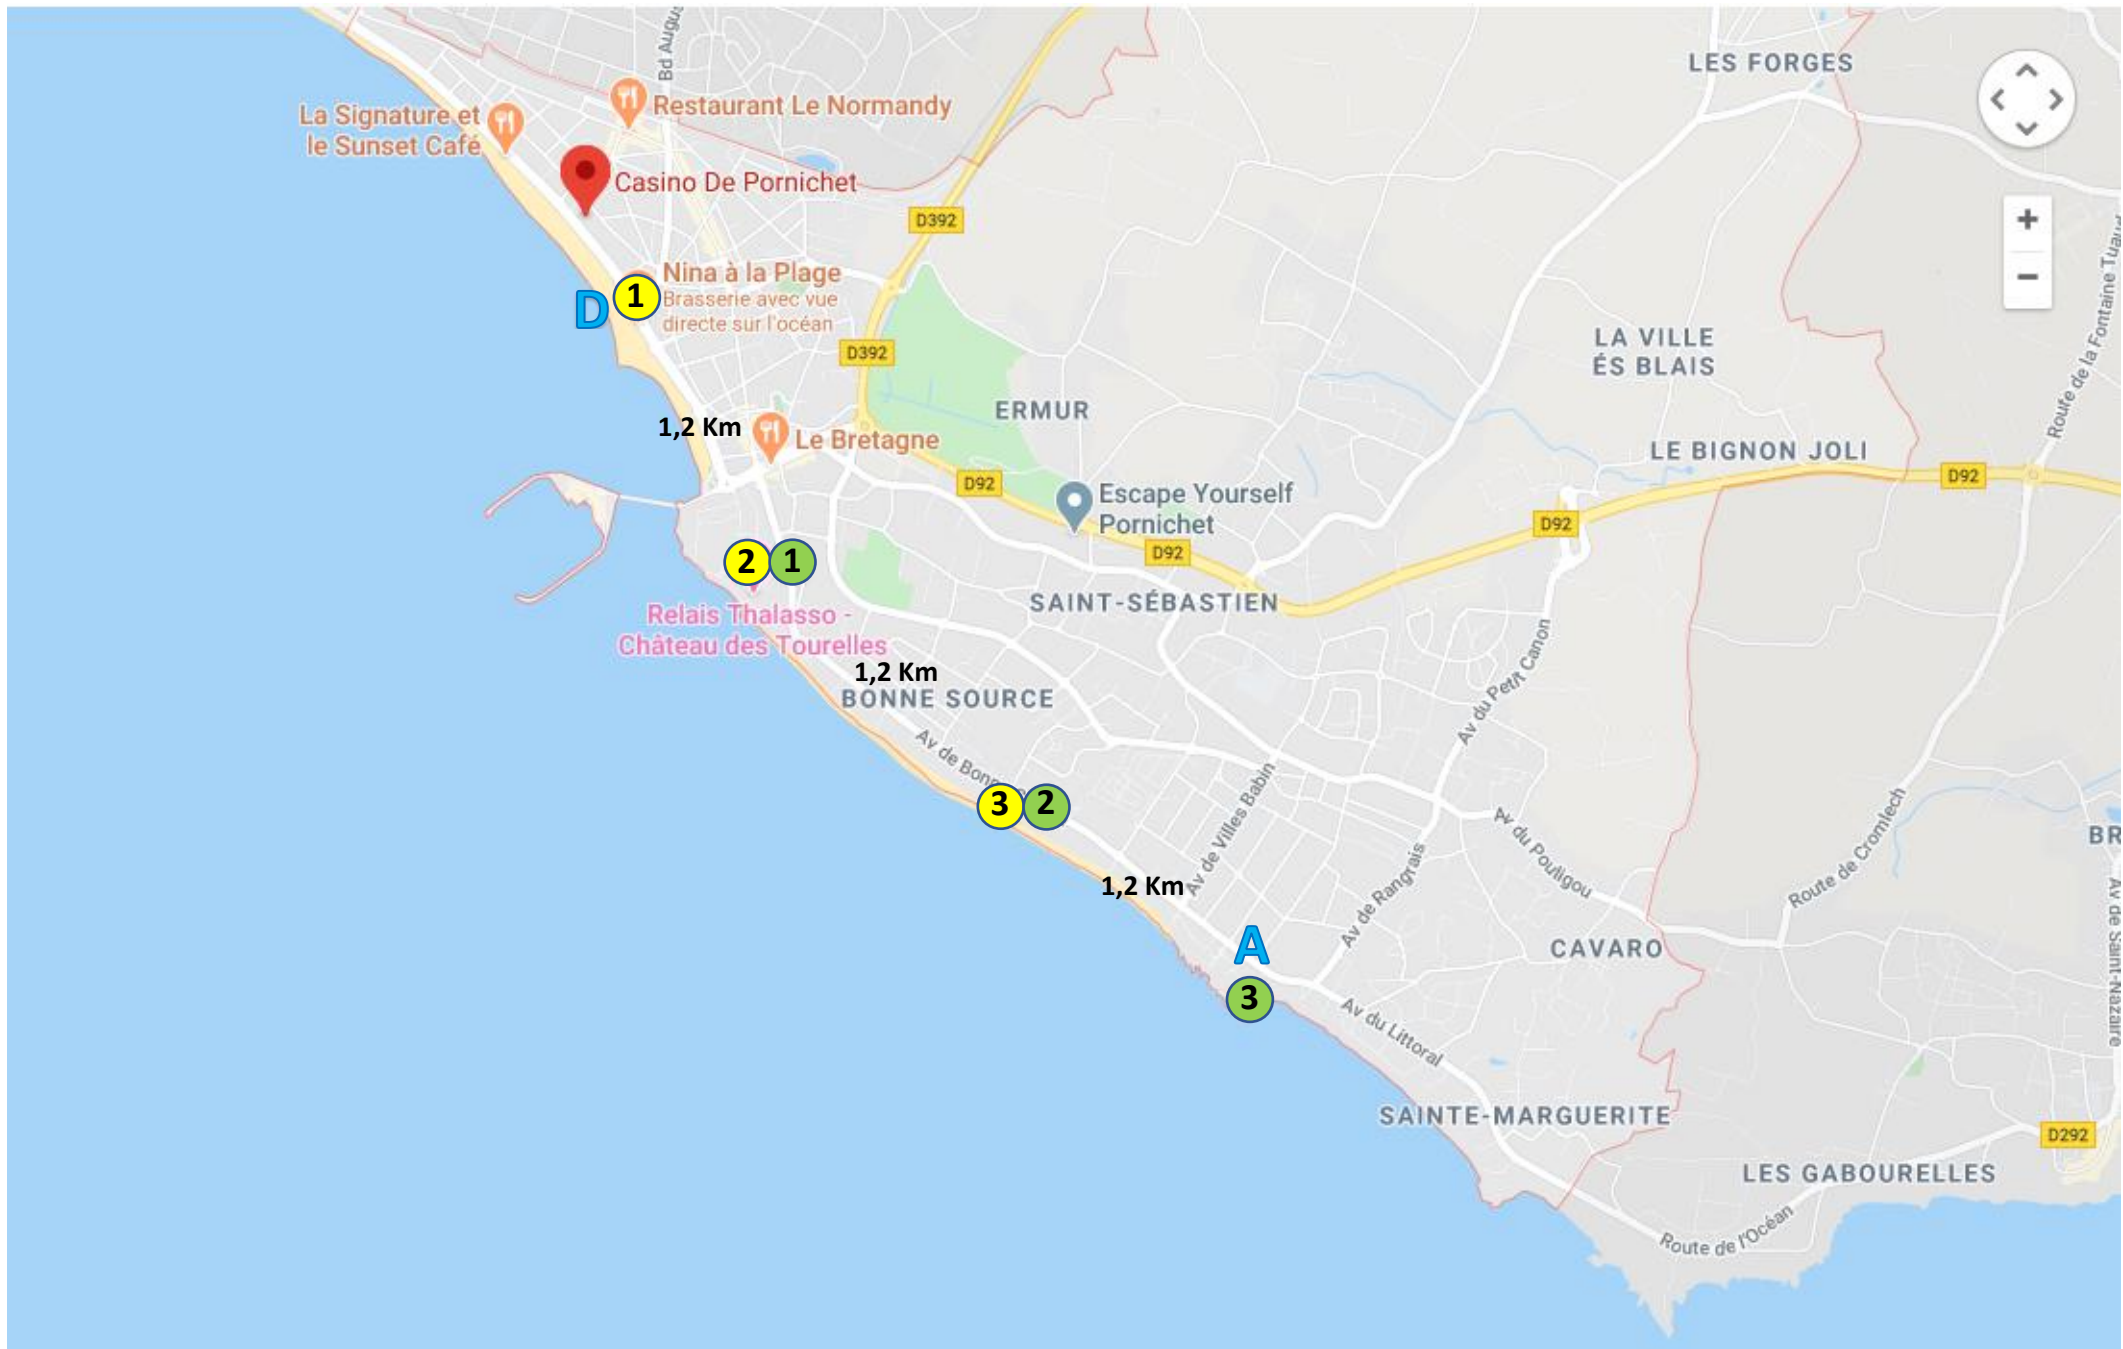 Bd Augus
LES FORGES
La Signature et
le Sunset Café
Restaurant Le Normandy
Casino De Pornichet
D392
+
−
Nina à la Plage
Brasserie avec vue
directe sur l'océan
D
1
D392
LA VILLE
ÉS BLAIS
Route de la Fontaine Tuaud
ERMUR
1,2 Km
Le Bretagne
LE BIGNON JOLI
D92
D92
Escape Yourself
Pornichet
D92
D92
2
1
SAINT-SÉBASTIEN
Relais Thalasso -
Château des Tourelles
1,2 Km
BONNE SOURCE
Av du Petit Canon
Av de Bonne
3
2
Av de Villes Babin
Av du Pouligou
Route de Cromlech
BR
1,2 Km
Av de Rangrais
A
CAVARO
Av de Saint-Nazaire
3
Av du Littoral
SAINTE-MARGUERITE
D292
LES GABOURELLES
Route de l'Océan